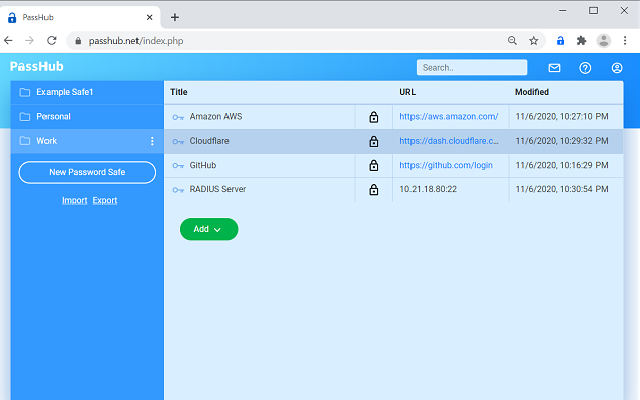 PassHub
passhub.net/index.php
PassHub
Search..
Example Safe1
Personal
Work
New Password Safe
Import Export
Title URL Modified
Amazon AWS https://aws.amazon.com/ 11/6/2020, 10:27:10 PM
Cloudflare https://dash.cloudflare.c... 11/6/2020, 10:29:32 PM
GitHub https://github.com/login 11/6/2020, 10:16:29 PM
RADIUS Server 10.21.18.80:22 11/6/2020, 10:30:54 PM
Add